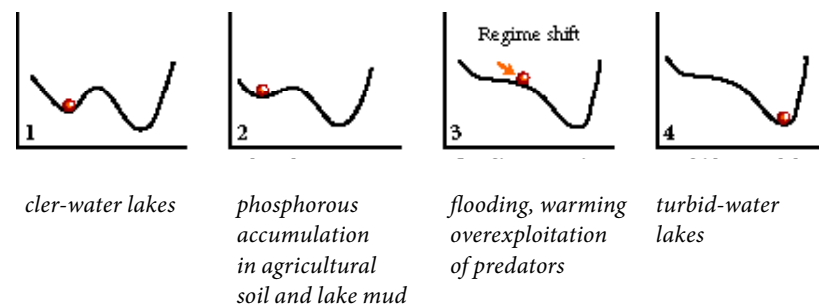 Regime shift
1
2
3
4
cler-water lakes
phosphorous
accumulation
in agricultural
soil and lake mud
flooding, warming
overexploitation
of predators
turbid-water
lakes